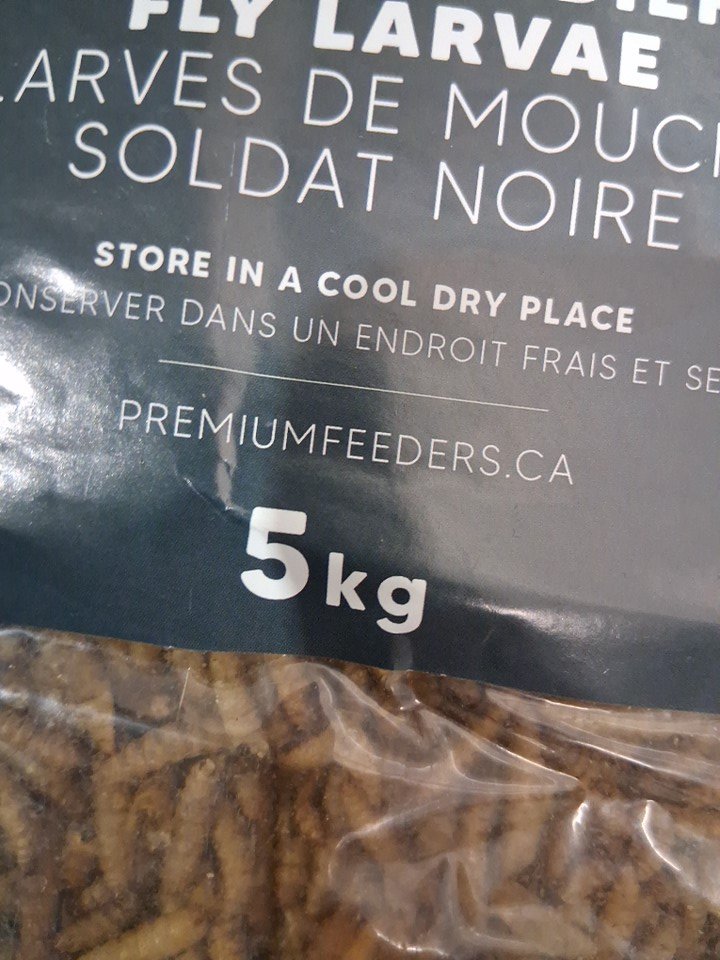 FLY LARVAE
LARVES DE MOUC
SOLDAT NOIRE
STORE IN A COOL DRY PLACE
ONSERVER DANS UN ENDROIT FRAIS ET SE
PREMIUMFEEDERS.CA
5kg